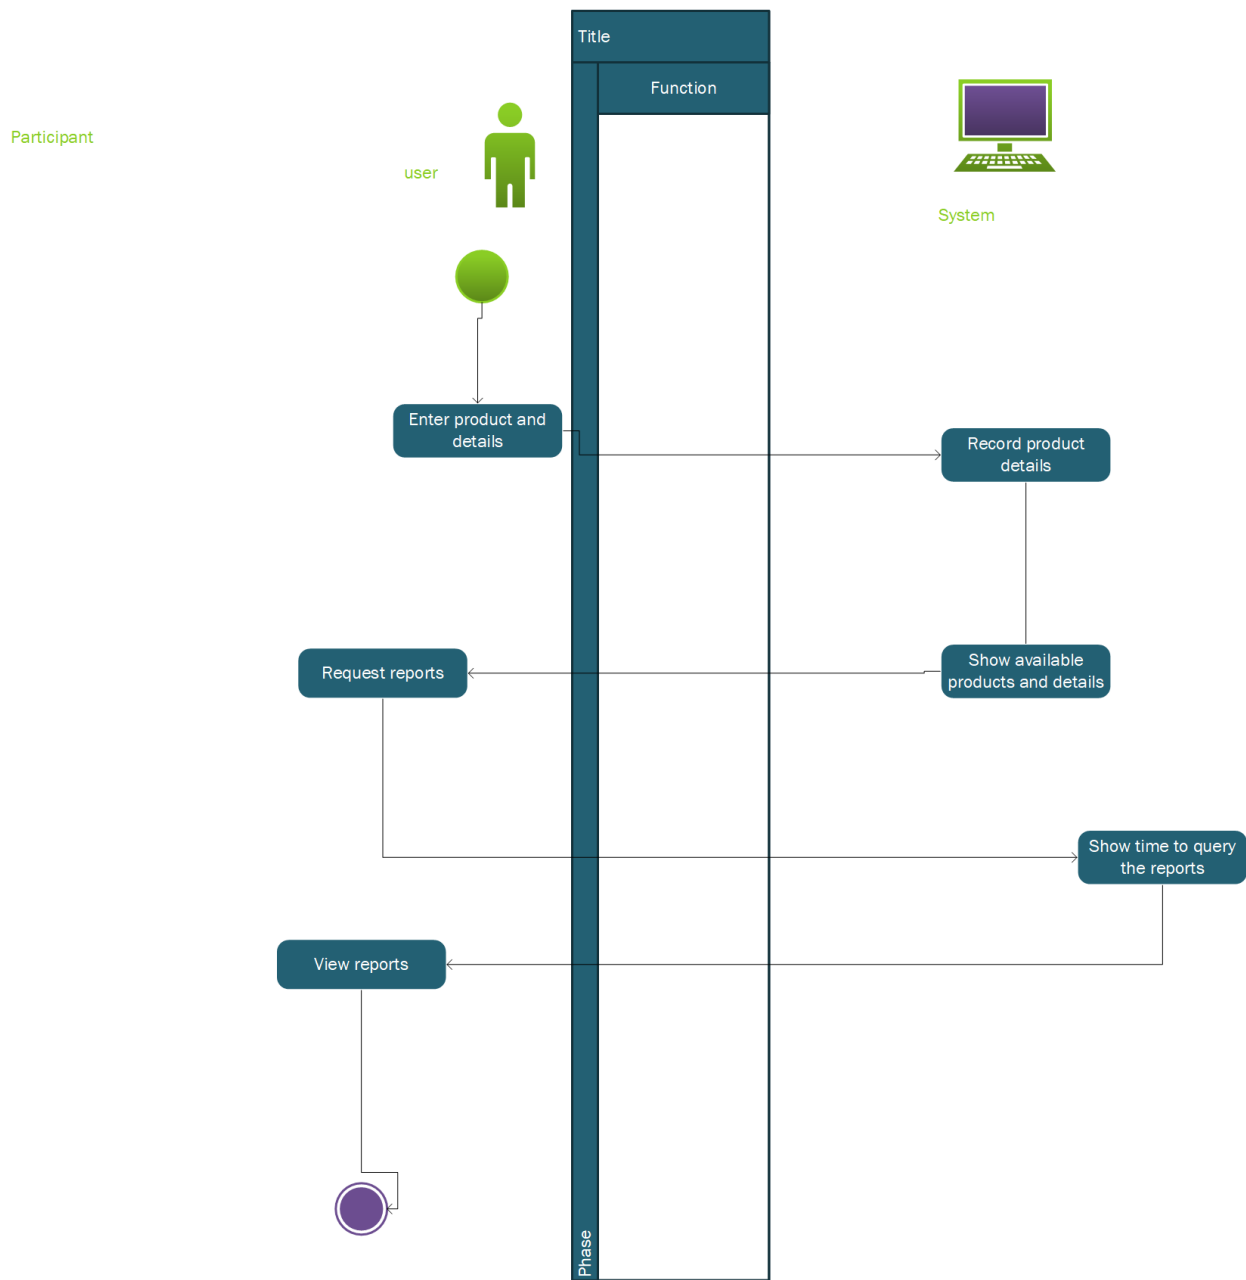 Title
Function
Participant
user
System
Enter product and
details
Record product
details
Request reports
Show available
products and details
Show time to query
the reports
View reports
Phase